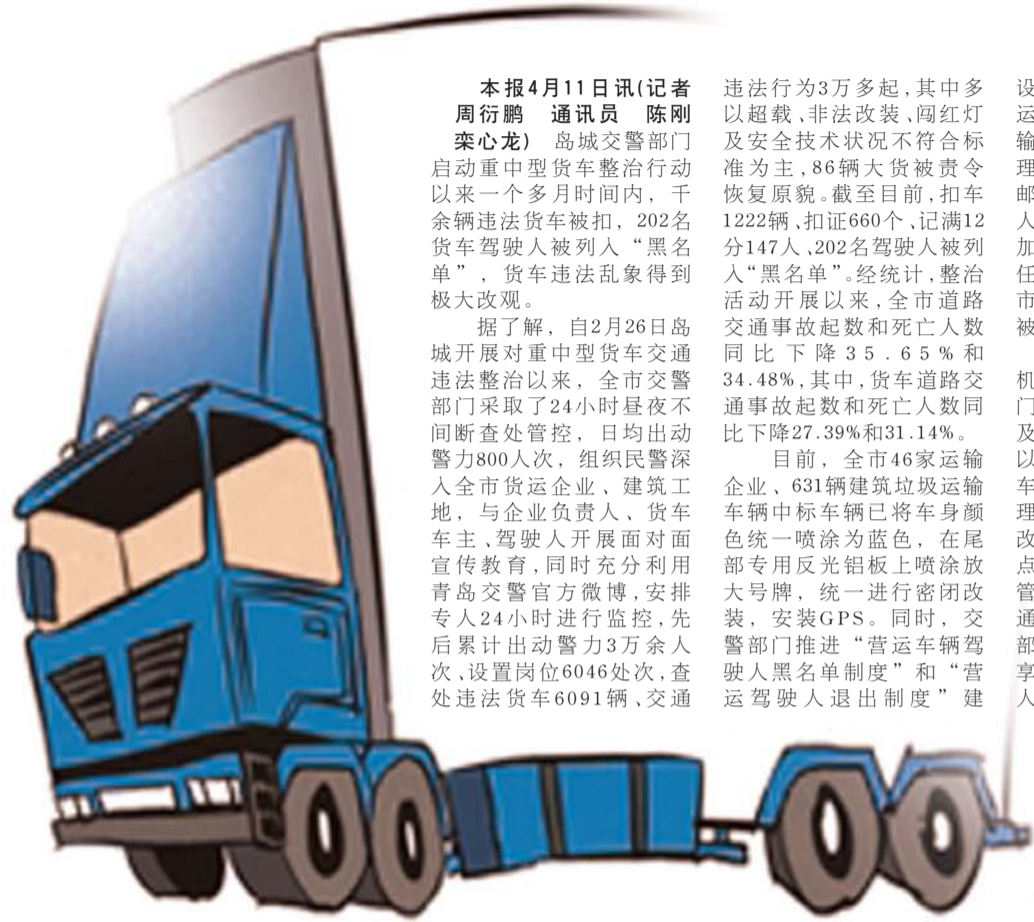 本报4月11日讯(记者
周衍鹏　通讯员　陈刚
栾心龙)　岛城交警部门
启动重中型货车整治行动
以来一个多月时间内，千
余辆违法货车被扣，202名
货车驾驶人被列入“黑名
单”，货车违法乱象得到
极大改观。
据了解，自2月26日岛
城开展对重中型货车交通
违法整治以来，全市交警
部门采取了24小时昼夜不
间断查处管控，日均出动
警力800人次，组织民警深
入全市货运企业、建筑工
地，与企业负责人、货车
车主、驾驶人开展面对面
宣传教育,同时充分利用
青岛交警官方微博,安排
专人24小时进行监控,先
后累计出动警力3万余人
次、设置岗位6046处次,查
处违法货车6091辆、交通
违法行为3万多起,其中多
以超载、非法改装、闯红灯
及安全技术状况不符合标
准为主,86辆大货被责令
恢复原貌。截至目前,扣车
1222辆、扣证660个、记满12
分147人、202名驾驶人被列
入“黑名单”。经统计,整治
活动开展以来,全市道路
交通事故起数和死亡人数
同比下降35.65%和
34.48%,其中,货车道路交
通事故起数和死亡人数同
比下降27.39%和31.14%。
目前，全市46家运输
企业、631辆建筑垃圾运输
车辆中标车辆已将车身颜
色统一喷涂为蓝色，在尾
部专用反光铝板上喷涂放
大号牌，统一进行密闭改
装，安装GPS。同时，交
警部门推进“营运车辆驾
驶人黑名单制度”和“营
运驾驶人退出制度”建
设
运
输
理
邮
人
加
任
市
被
机
门
及
以
车
理
改
点
管
通
部
享
人